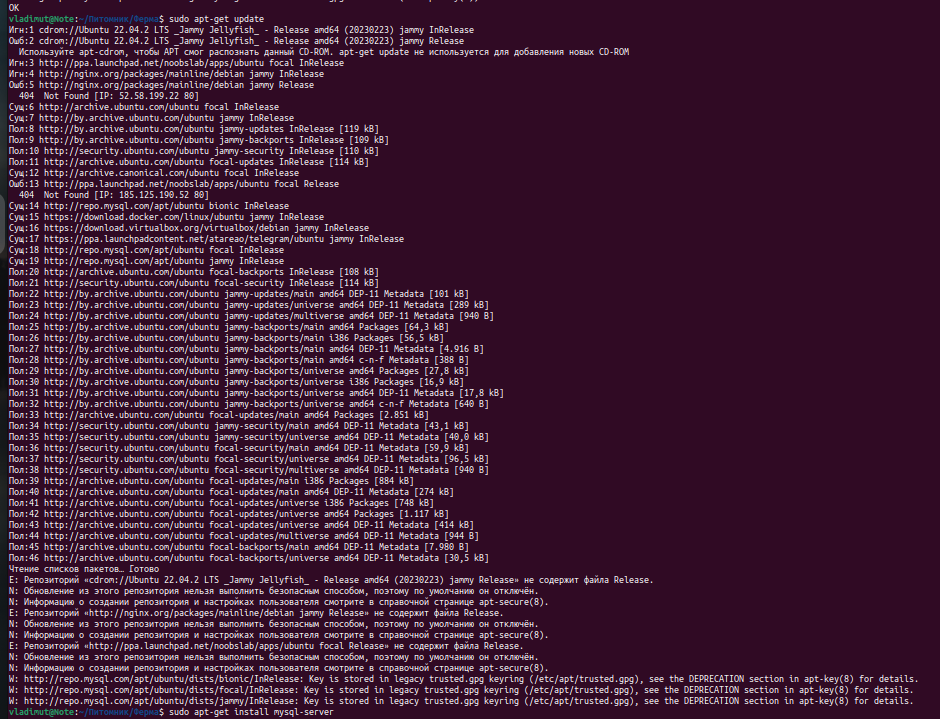 OK
vladimut@Note:~/Питомник/Ферма$ sudo apt-get update
Игн:1 cdrom://Ubuntu 22.04.2 LTS _Jammy Jellyfish_ - Release amd64 (20230223) jammy InRelease
Ошб:2 cdrom://Ubuntu 22.04.2 LTS _Jammy Jellyfish_ - Release amd64 (20230223) jammy Release
  Используйте apt-cdrom, чтобы APT смог распознать данный CD-ROM. apt-get update не используется для добавления новых CD-ROM
Игн:3 http://ppa.launchpad.net/noobslab/apps/ubuntu focal InRelease
Игн:4 http://nginx.org/packages/mainline/debian jammy InRelease
Ошб:5 http://nginx.org/packages/mainline/debian jammy Release
  404  Not Found [IP: 52.58.199.22 80]
Сущ:6 http://archive.ubuntu.com/ubuntu focal InRelease
Сущ:7 http://by.archive.ubuntu.com/ubuntu jammy InRelease
Пол:8 http://by.archive.ubuntu.com/ubuntu jammy-updates InRelease [119 kB]
Пол:9 http://by.archive.ubuntu.com/ubuntu jammy-backports InRelease [109 kB]
Пол:10 http://security.ubuntu.com/ubuntu jammy-security InRelease [110 kB]
Пол:11 http://archive.ubuntu.com/ubuntu focal-updates InRelease [114 kB]
Сущ:12 http://archive.canonical.com/ubuntu focal InRelease
Ошб:13 http://ppa.launchpad.net/noobslab/apps/ubuntu focal Release
  404  Not Found [IP: 185.125.190.52 80]
Сущ:14 http://repo.mysql.com/apt/ubuntu bionic InRelease
Сущ:15 https://download.docker.com/linux/ubuntu jammy InRelease
Сущ:16 https://download.virtualbox.org/virtualbox/debian jammy InRelease
Сущ:17 https://ppa.launchpadcontent.net/atareao/telegram/ubuntu jammy InRelease
Сущ:18 http://repo.mysql.com/apt/ubuntu focal InRelease
Сущ:19 http://repo.mysql.com/apt/ubuntu jammy InRelease
Пол:20 http://archive.ubuntu.com/ubuntu focal-backports InRelease [108 kB]
Пол:21 http://security.ubuntu.com/ubuntu focal-security InRelease [114 kB]
Пол:22 http://by.archive.ubuntu.com/ubuntu jammy-updates/main amd64 DEP-11 Metadata [101 kB]
Пол:23 http://by.archive.ubuntu.com/ubuntu jammy-updates/universe amd64 DEP-11 Metadata [289 kB]
Пол:24 http://by.archive.ubuntu.com/ubuntu jammy-updates/multiverse amd64 DEP-11 Metadata [940 B]
Пол:25 http://by.archive.ubuntu.com/ubuntu jammy-backports/main amd64 Packages [64,3 kB]
Пол:26 http://by.archive.ubuntu.com/ubuntu jammy-backports/main i386 Packages [56,5 kB]
Пол:27 http://by.archive.ubuntu.com/ubuntu jammy-backports/main amd64 DEP-11 Metadata [4.916 B]
Пол:28 http://by.archive.ubuntu.com/ubuntu jammy-backports/main amd64 c-n-f Metadata [388 B]
Пол:29 http://by.archive.ubuntu.com/ubuntu jammy-backports/universe amd64 Packages [27,8 kB]
Пол:30 http://by.archive.ubuntu.com/ubuntu jammy-backports/universe i386 Packages [16,9 kB]
Пол:31 http://by.archive.ubuntu.com/ubuntu jammy-backports/universe amd64 DEP-11 Metadata [17,8 kB]
Пол:32 http://by.archive.ubuntu.com/ubuntu jammy-backports/universe amd64 c-n-f Metadata [640 B]
Пол:33 http://archive.ubuntu.com/ubuntu focal-updates/main amd64 Packages [2.851 kB]
Пол:34 http://security.ubuntu.com/ubuntu jammy-security/main amd64 DEP-11 Metadata [43,1 kB]
Пол:35 http://security.ubuntu.com/ubuntu jammy-security/universe amd64 DEP-11 Metadata [40,0 kB]
Пол:36 http://security.ubuntu.com/ubuntu focal-security/main amd64 DEP-11 Metadata [59,9 kB]
Пол:37 http://security.ubuntu.com/ubuntu focal-security/universe amd64 DEP-11 Metadata [96,5 kB]
Пол:38 http://security.ubuntu.com/ubuntu focal-security/multiverse amd64 DEP-11 Metadata [940 B]
Пол:39 http://archive.ubuntu.com/ubuntu focal-updates/main i386 Packages [884 kB]
Пол:40 http://archive.ubuntu.com/ubuntu focal-updates/main amd64 DEP-11 Metadata [274 kB]
Пол:41 http://archive.ubuntu.com/ubuntu focal-updates/universe i386 Packages [748 kB]
Пол:42 http://archive.ubuntu.com/ubuntu focal-updates/universe amd64 Packages [1.117 kB]
Пол:43 http://archive.ubuntu.com/ubuntu focal-updates/universe amd64 DEP-11 Metadata [414 kB]
Пол:44 http://archive.ubuntu.com/ubuntu focal-updates/multiverse amd64 DEP-11 Metadata [944 B]
Пол:45 http://archive.ubuntu.com/ubuntu focal-backports/main amd64 DEP-11 Metadata [7.980 B]
Пол:46 http://archive.ubuntu.com/ubuntu focal-backports/universe amd64 DEP-11 Metadata [30,5 kB]
Чтение списков пакетов… Готово
E: Репозиторий «cdrom://Ubuntu 22.04.2 LTS _Jammy Jellyfish_ - Release amd64 (20230223) jammy Release» не содержит файла Release.
N: Обновление из этого репозитория нельзя выполнить безопасным способом, поэтому по умолчанию он отключён.
N: Информацию о создании репозитория и настройках пользователя смотрите в справочной странице apt-secure(8).
E: Репозиторий «http://nginx.org/packages/mainline/debian jammy Release» не содержит файла Release.
N: Обновление из этого репозитория нельзя выполнить безопасным способом, поэтому по умолчанию он отключён.
N: Информацию о создании репозитория и настройках пользователя смотрите в справочной странице apt-secure(8).
E: Репозиторий «http://ppa.launchpad.net/noobslab/apps/ubuntu focal Release» не содержит файла Release.
N: Обновление из этого репозитория нельзя выполнить безопасным способом, поэтому по умолчанию он отключён.
N: Информацию о создании репозитория и настройках пользователя смотрите в справочной странице apt-secure(8).
W: http://repo.mysql.com/apt/ubuntu/dists/bionic/InRelease: Key is stored in legacy trusted.gpg keyring (/etc/apt/trusted.gpg), see the DEPRECATION section in apt-key(8) for details.
W: http://repo.mysql.com/apt/ubuntu/dists/focal/InRelease: Key is stored in legacy trusted.gpg keyring (/etc/apt/trusted.gpg), see the DEPRECATION section in apt-key(8) for details.
W: http://repo.mysql.com/apt/ubuntu/dists/jammy/InRelease: Key is stored in legacy trusted.gpg keyring (/etc/apt/trusted.gpg), see the DEPRECATION section in apt-key(8) for details.
vladimut@Note:~/Питомник/Ферма$ sudo apt-get install mysql-server